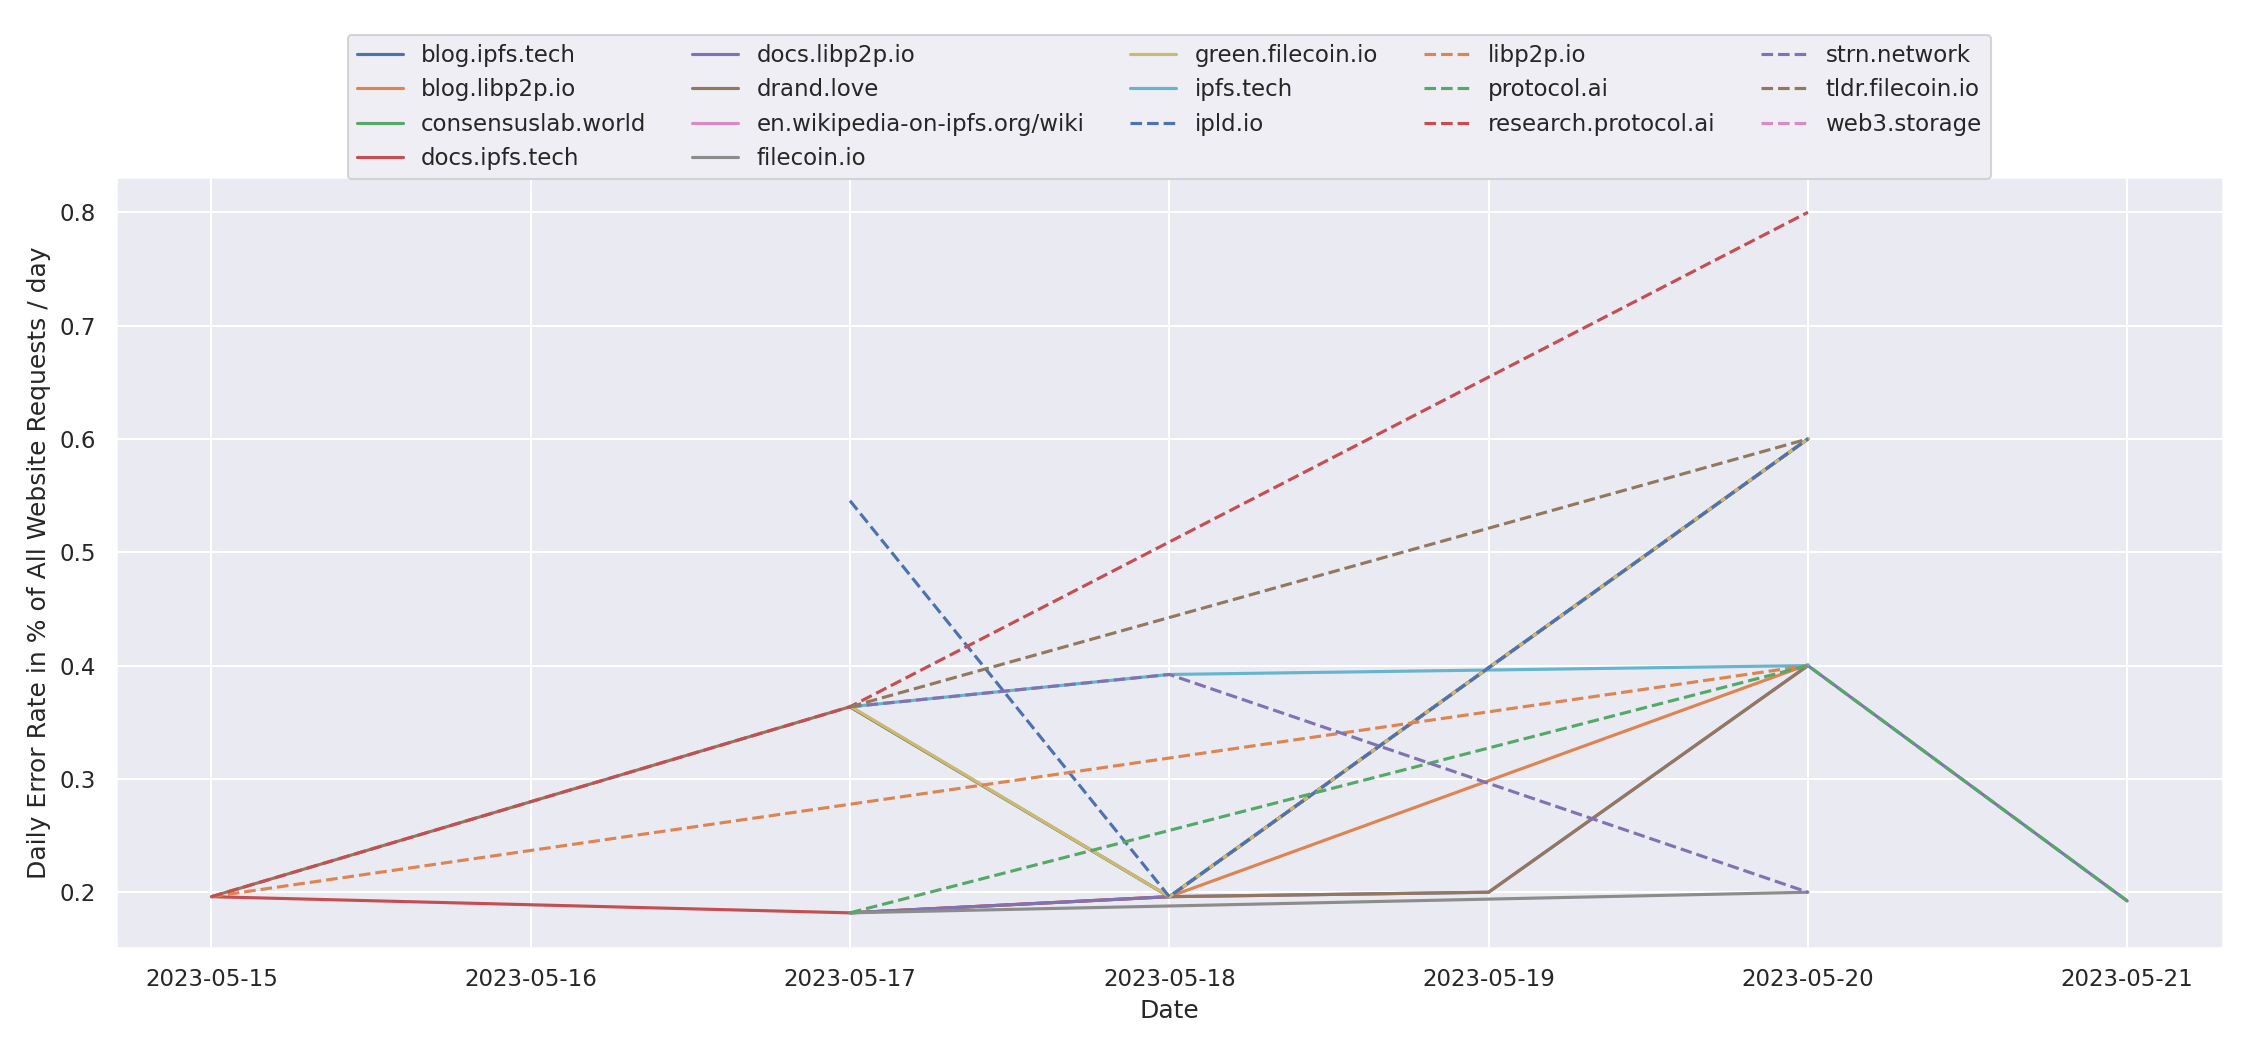 blog.ipfs.tech
blog.libp2p.io
consensuslab.world
docs.ipfs.tech
docs.libp2p.io
drand.love
en.wikipedia-on-ipfs.org/wiki
filecoin.io
green.filecoin.io
ipfs.tech
ipld.io
libp2p.io
protocol.ai
research.protocol.ai
strn.network
tldr.filecoin.io
web3.storage
Daily Error Rate in % of All Website Requests / day
0.8
0.7
0.6
0.5
0.4
0.3
0.2
2023-05-15
2023-05-16
2023-05-17
2023-05-18
2023-05-19
2023-05-20
2023-05-21
Date